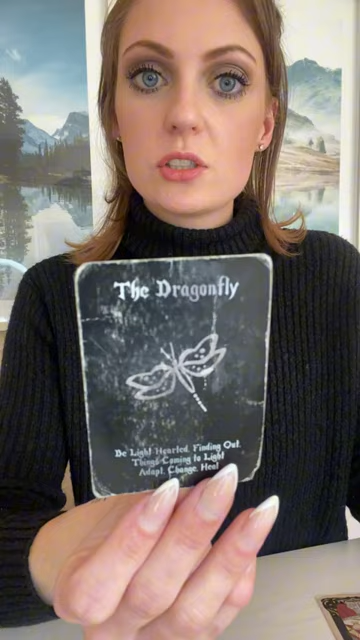 The Dragonfly
Be Light Hearted. Finding Out.
Things Coming to Light
Adapt. Change. Heal